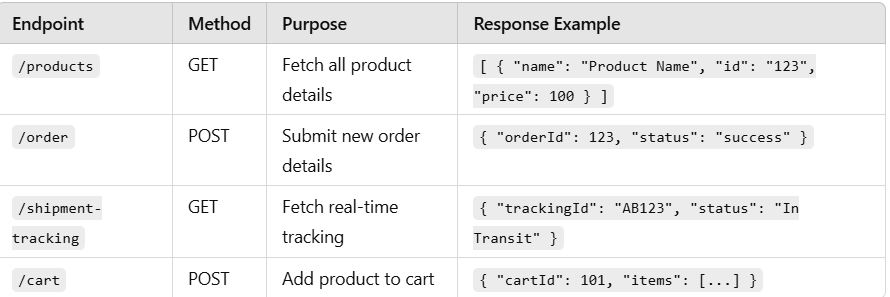 Endpoint Method Purpose Response Example
/products GET Fetch all product [ { "name": "Product Name", "id": "123",
details "price": 100 } ]
/order POST Submit new order { "orderId": 123, "status": "success" }
details
/shipment- GET Fetch real-time { "trackingId": "AB123", "status": "In
tracking tracking Transit" }
/cart POST Add product to cart { "cartId": 101, "items": [...] }